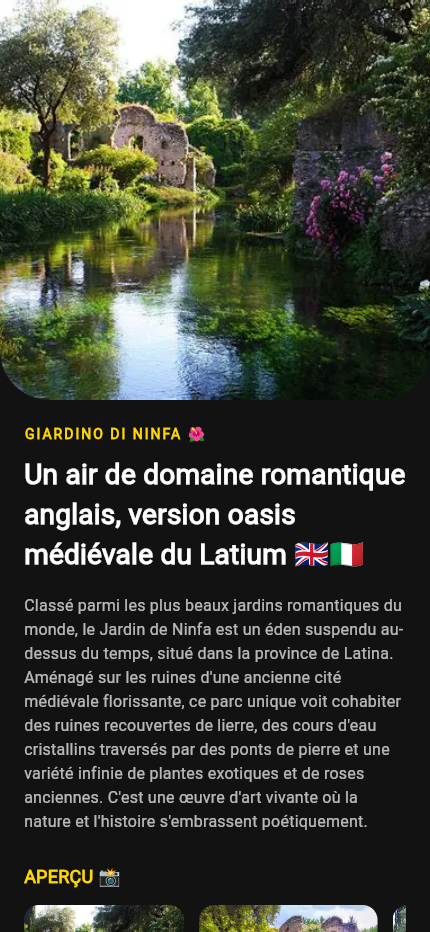 GIARDINO DI NINFA 🌺
Un air de domaine romantique
anglais, version oasis
médiévale du Latium 🇬🇧🇮🇹
Classé parmi les plus beaux jardins romantiques du
monde, le Jardin de Ninfa est un éden suspendu au-
dessus du temps, situé dans la province de Latina.
Aménagé sur les ruines d'une ancienne cité
médiévale florissante, ce parc unique voit cohabiter
des ruines recouvertes de lierre, des cours d'eau
cristallins traversés par des ponts de pierre et une
variété infinie de plantes exotiques et de roses
anciennes. C'est une œuvre d'art vivante où la
nature et l'histoire s'embrassent poétiquement.
APERÇU 📸